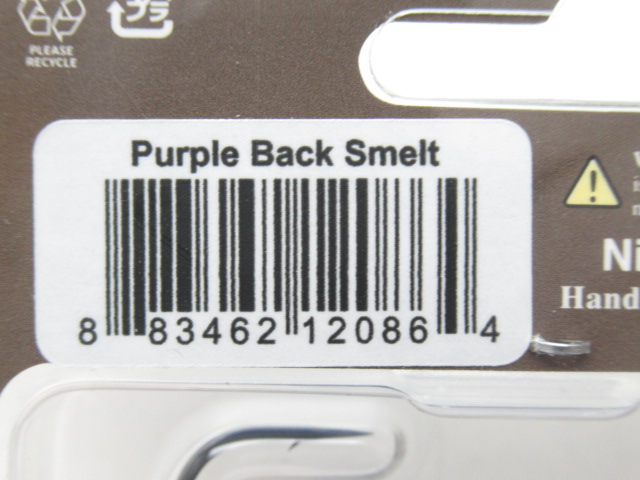 プラ
PLEASE
RECYCLE
Purple Back Smelt
8 83462 12086 4
Ni
Hand